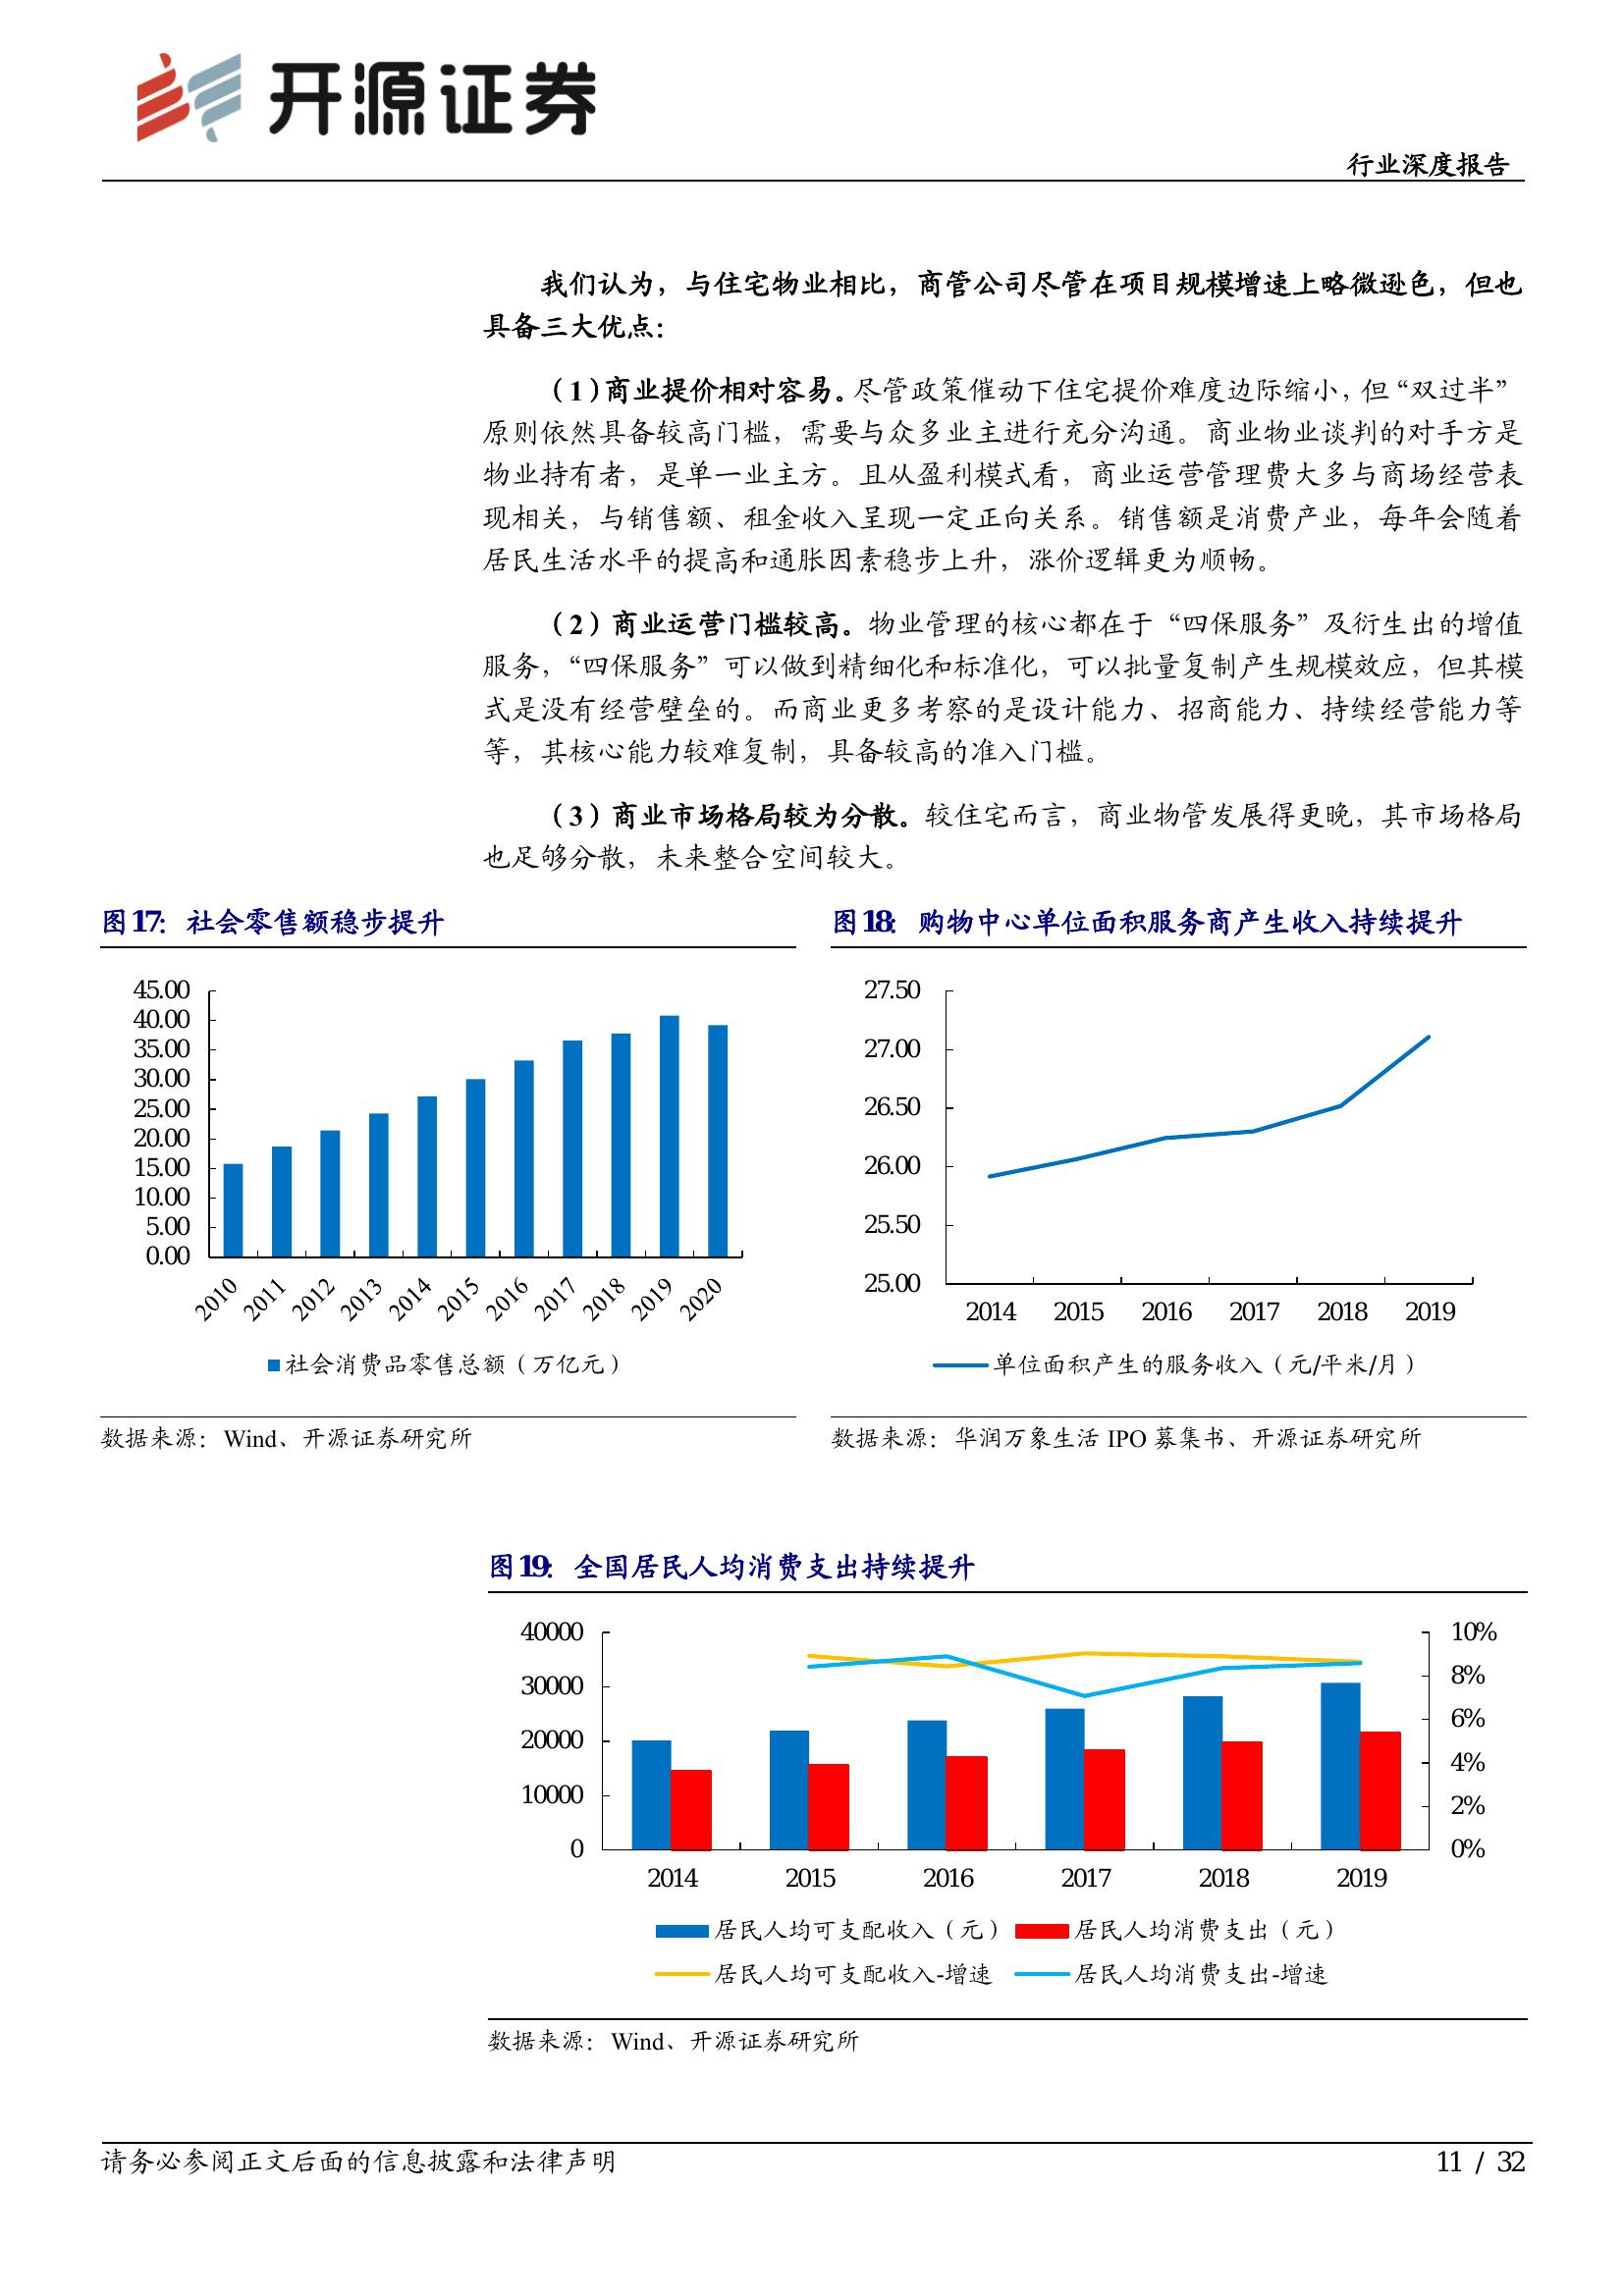 开源证券
行业深度报告
我们认为，与住宅物业相比，商管公司尽管在项目规模增速上略微逊色，但也
具备三大优点：
（1）商业提价相对容易。尽管政策催动下住宅提价难度边际缩小，但“双过半”
原则依然具备较高门槛，需要与众多业主进行充分沟通。商业物业谈判的对手方是
物业持有者，是单一业主方。且从盈利模式看，商业运营管理费大多与商场经营表
现相关，与销售额、租金收入呈现一定正向关系。销售额是消费产业，每年会随着
居民生活水平的提高和通胀因素稳步上升，涨价逻辑更为顺畅。
（2）商业运营门槛较高。物业管理的核心都在于“四保服务”及衍生出的增值
服务，“四保服务”可以做到精细化和标准化，可以批量复制产生规模效应，但其模
式是没有经营壁垒的。而商业更多考察的是设计能力、招商能力、持续经营能力等
等，其核心能力较难复制，具备较高的准入门槛。
（3）商业市场格局较为分散。较住宅而言，商业物管发展得更晚，其市场格局
也足够分散，未来整合空间较大。
图17：社会零售额稳步提升
45.00
40.00
35.00
30.00
25.00
20.00
15.00
10.00
5.00
0.00
2010 2011 2012 2013 2014 2015 2016 2017 2018 2019 2020
社会消费品零售总额（万亿元）
数据来源：Wind、开源证券研究所
图18：购物中心单位面积服务商产生收入持续提升
27.50
27.00
26.50
26.00
25.50
25.00
2014 2015 2016 2017 2018 2019
单位面积产生的服务收入（元/平米/月）
数据来源：华润万象生活 IPO 募集书、开源证券研究所
图19：全国居民人均消费支出持续提升
40000
30000
20000
10000
0
10%
8%
6%
4%
2%
0%
2014 2015 2016 2017 2018 2019
居民人均可支配收入（元） 居民人均消费支出（元）
居民人均可支配收入-增速 居民人均消费支出-增速
数据来源：Wind、开源证券研究所
请务必参阅正文后面的信息披露和法律声明
11 / 32